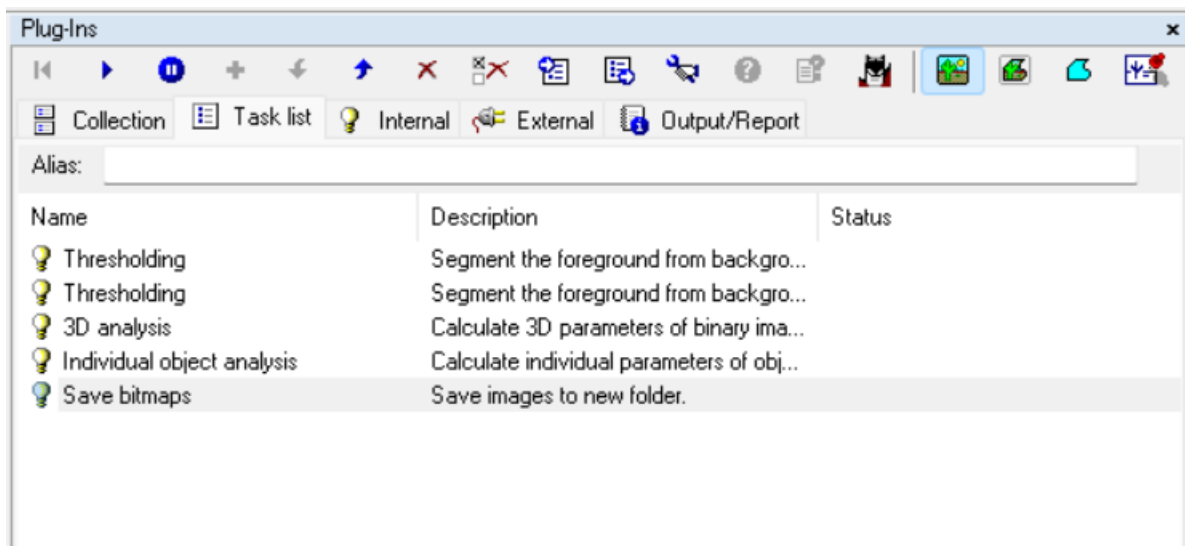 Plug-Ins
Collection Task list Internal External Output/Report
Alias:
Name Description Status
Thresholding Segment the foreground from backgro...
Thresholding Segment the foreground from backgro...
3D analysis Calculate 3D parameters of binary ima...
Individual object analysis Calculate individual parameters of obj...
Save bitmaps Save images to new folder.